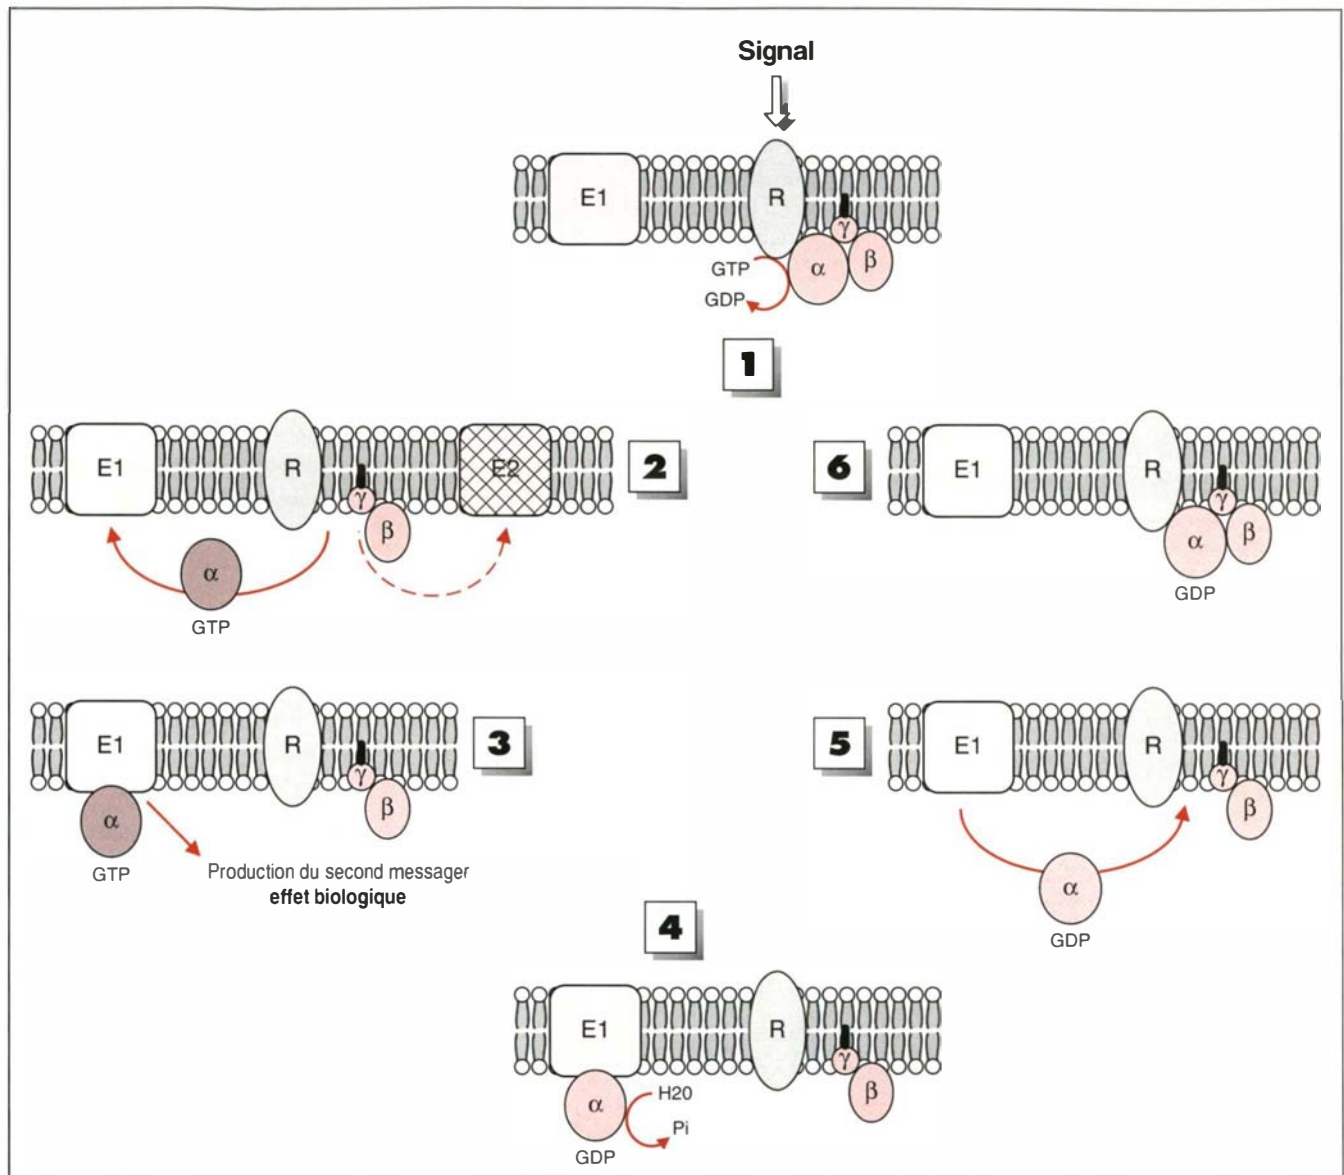 Signal
E1
R
γ
α
β
GTP
GDP
1
E1
R
γ
β
E2
α
GTP
2
6
E1
R
γ
α
β
GDP
E1
R
γ
β
α
GTP
Production du second messager
effet biologique
3
5
E1
R
γ
β
α
GDP
4
E1
R
γ
β
α
H20
Pi
GDP